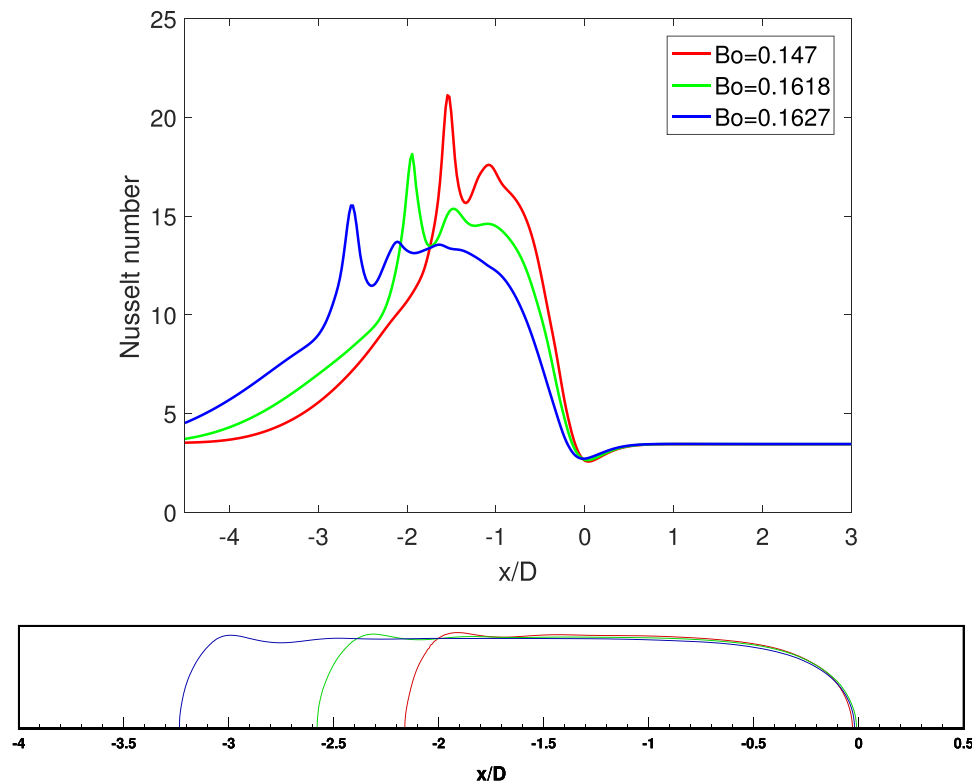 25
20
15
10
5
0
Nusselt number
Bo=0.147
Bo=0.1618
Bo=0.1627
-4 -3 -2 -1 0 1 2 3
x/D
-4 -3.5 -3 -2.5 -2 -1.5 -1 -0.5 0 0.5
x/D